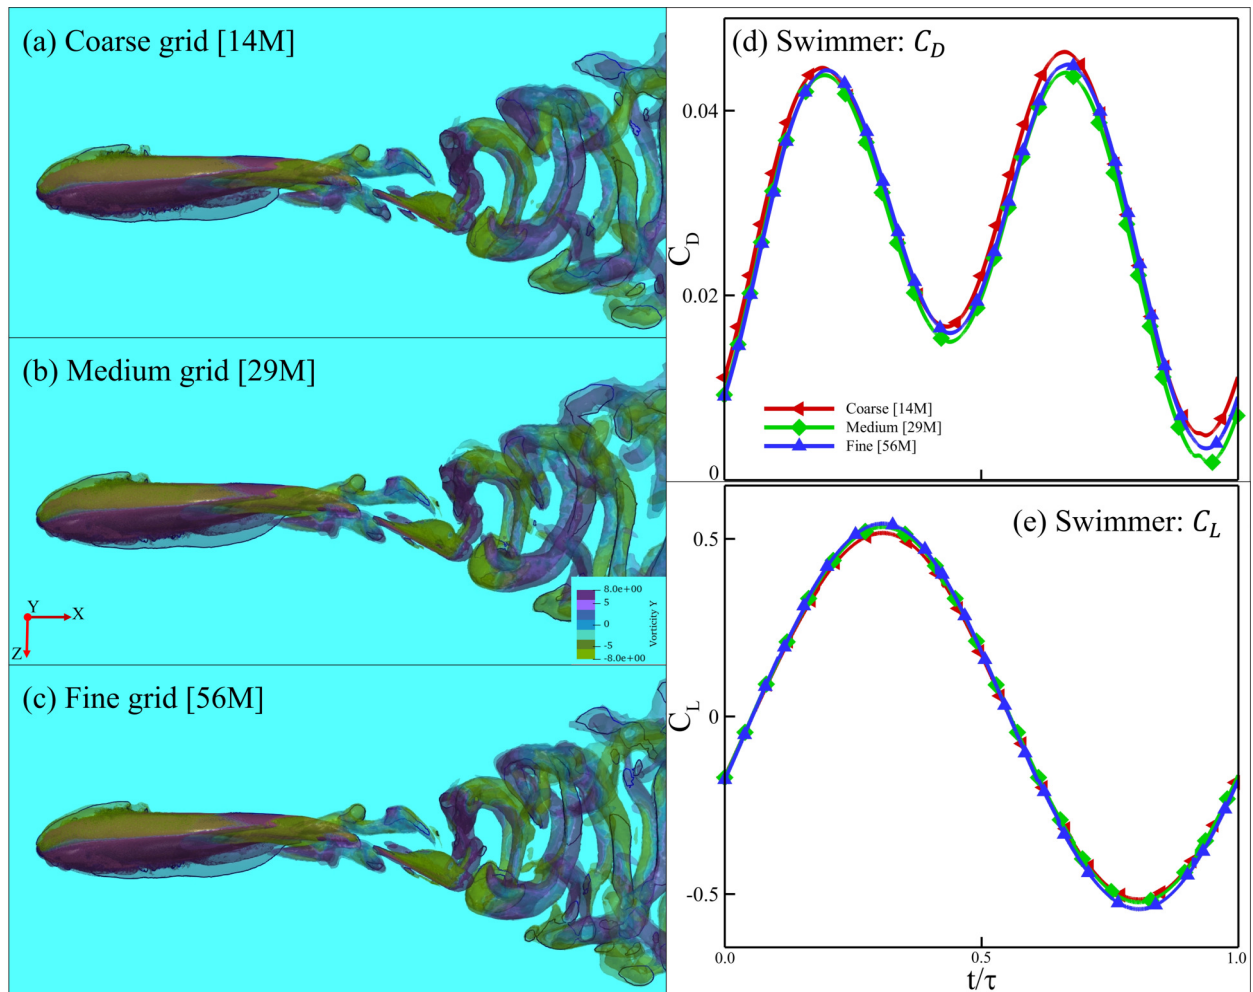 (a) Coarse grid [14M]
(b) Medium grid [29M]
Y
X
Z
8.0e+00
5
0
-5
-8.0e+00
Vorticity Y
(c) Fine grid [56M]
(d) Swimmer: C_D
C_D
0.04
0.02
0
Coarse [14M]
Medium [29M]
Fine [56M]
(e) Swimmer: C_L
C_L
0.5
0
-0.5
0.0
0.5
1.0
t/τ